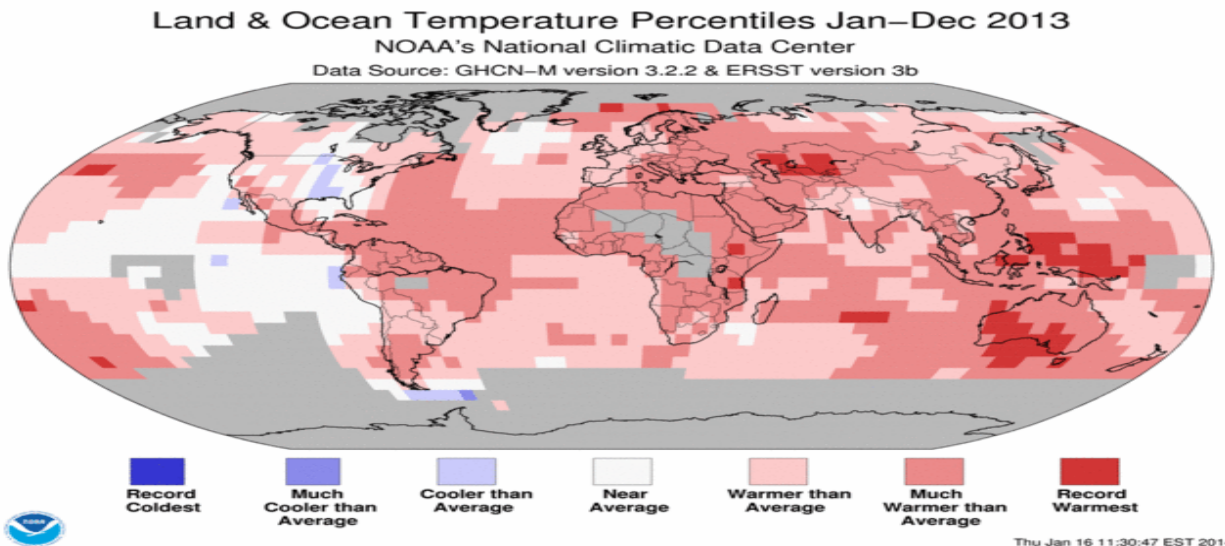 Land & Ocean Temperature Percentiles Jan–Dec 2013
NOAA's National Climatic Data Center
Data Source: GHCN–M version 3.2.2 & ERSST version 3b
Record
Coldest
Much
Cooler than
Average
Cooler than
Average
Near
Average
Warmer than
Average
Much
Warmer than
Average
Record
Warmest
NOAA
Thu Jan 16 11:30:47 EST 201